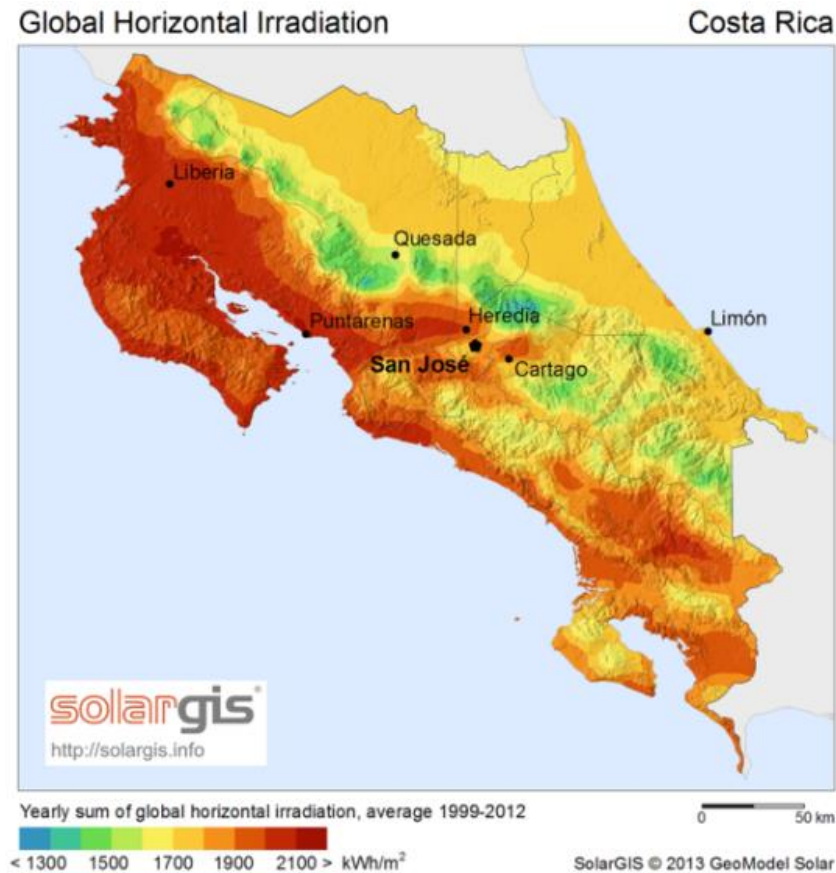 Global Horizontal Irradiation Costa Rica
Liberia
Quesada
Puntarenas
Heredia
Limón
San José
Cartago
solargis®
http://solargis.info
Yearly sum of global horizontal irradiation, average 1999-2012
0 50 km
< 1300 1500 1700 1900 2100 > kWh/m²
SolarGIS © 2013 GeoModel Solar